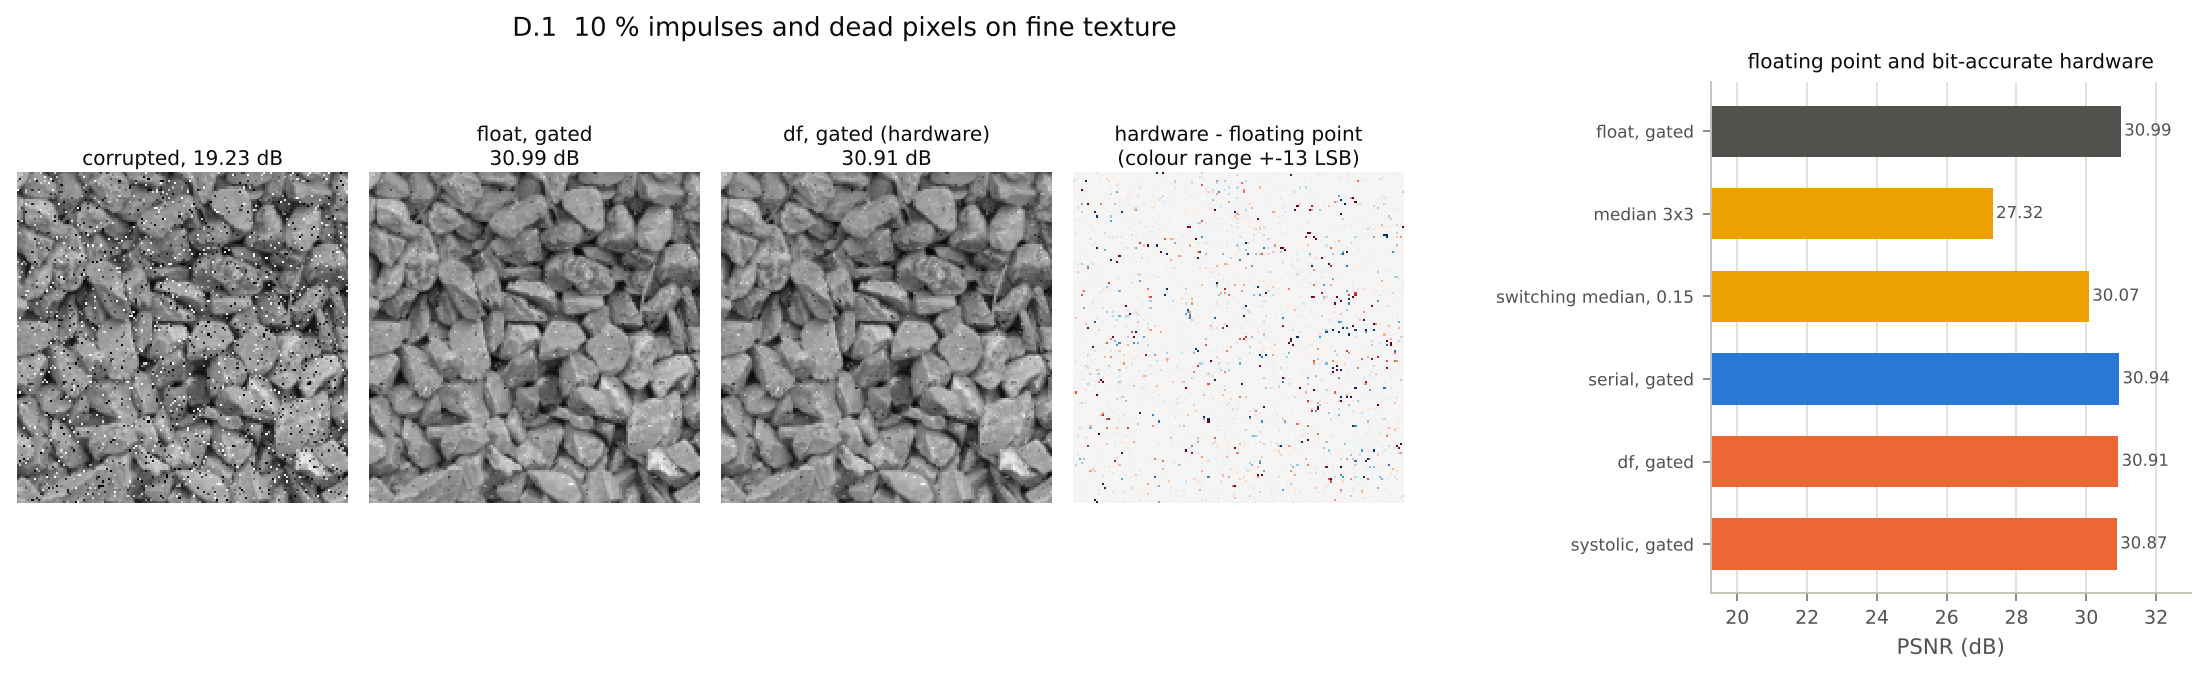 D.1  10 % impulses and dead pixels on fine texture
corrupted, 19.23 dB
float, gated
30.99 dB
df, gated (hardware)
30.91 dB
hardware - floating point
(colour range +-13 LSB)
floating point and bit-accurate hardware
float, gated
30.99
median 3x3
27.32
switching median, 0.15
30.07
serial, gated
30.94
df, gated
30.91
systolic, gated
30.87
20 22 24 26 28 30 32
PSNR (dB)